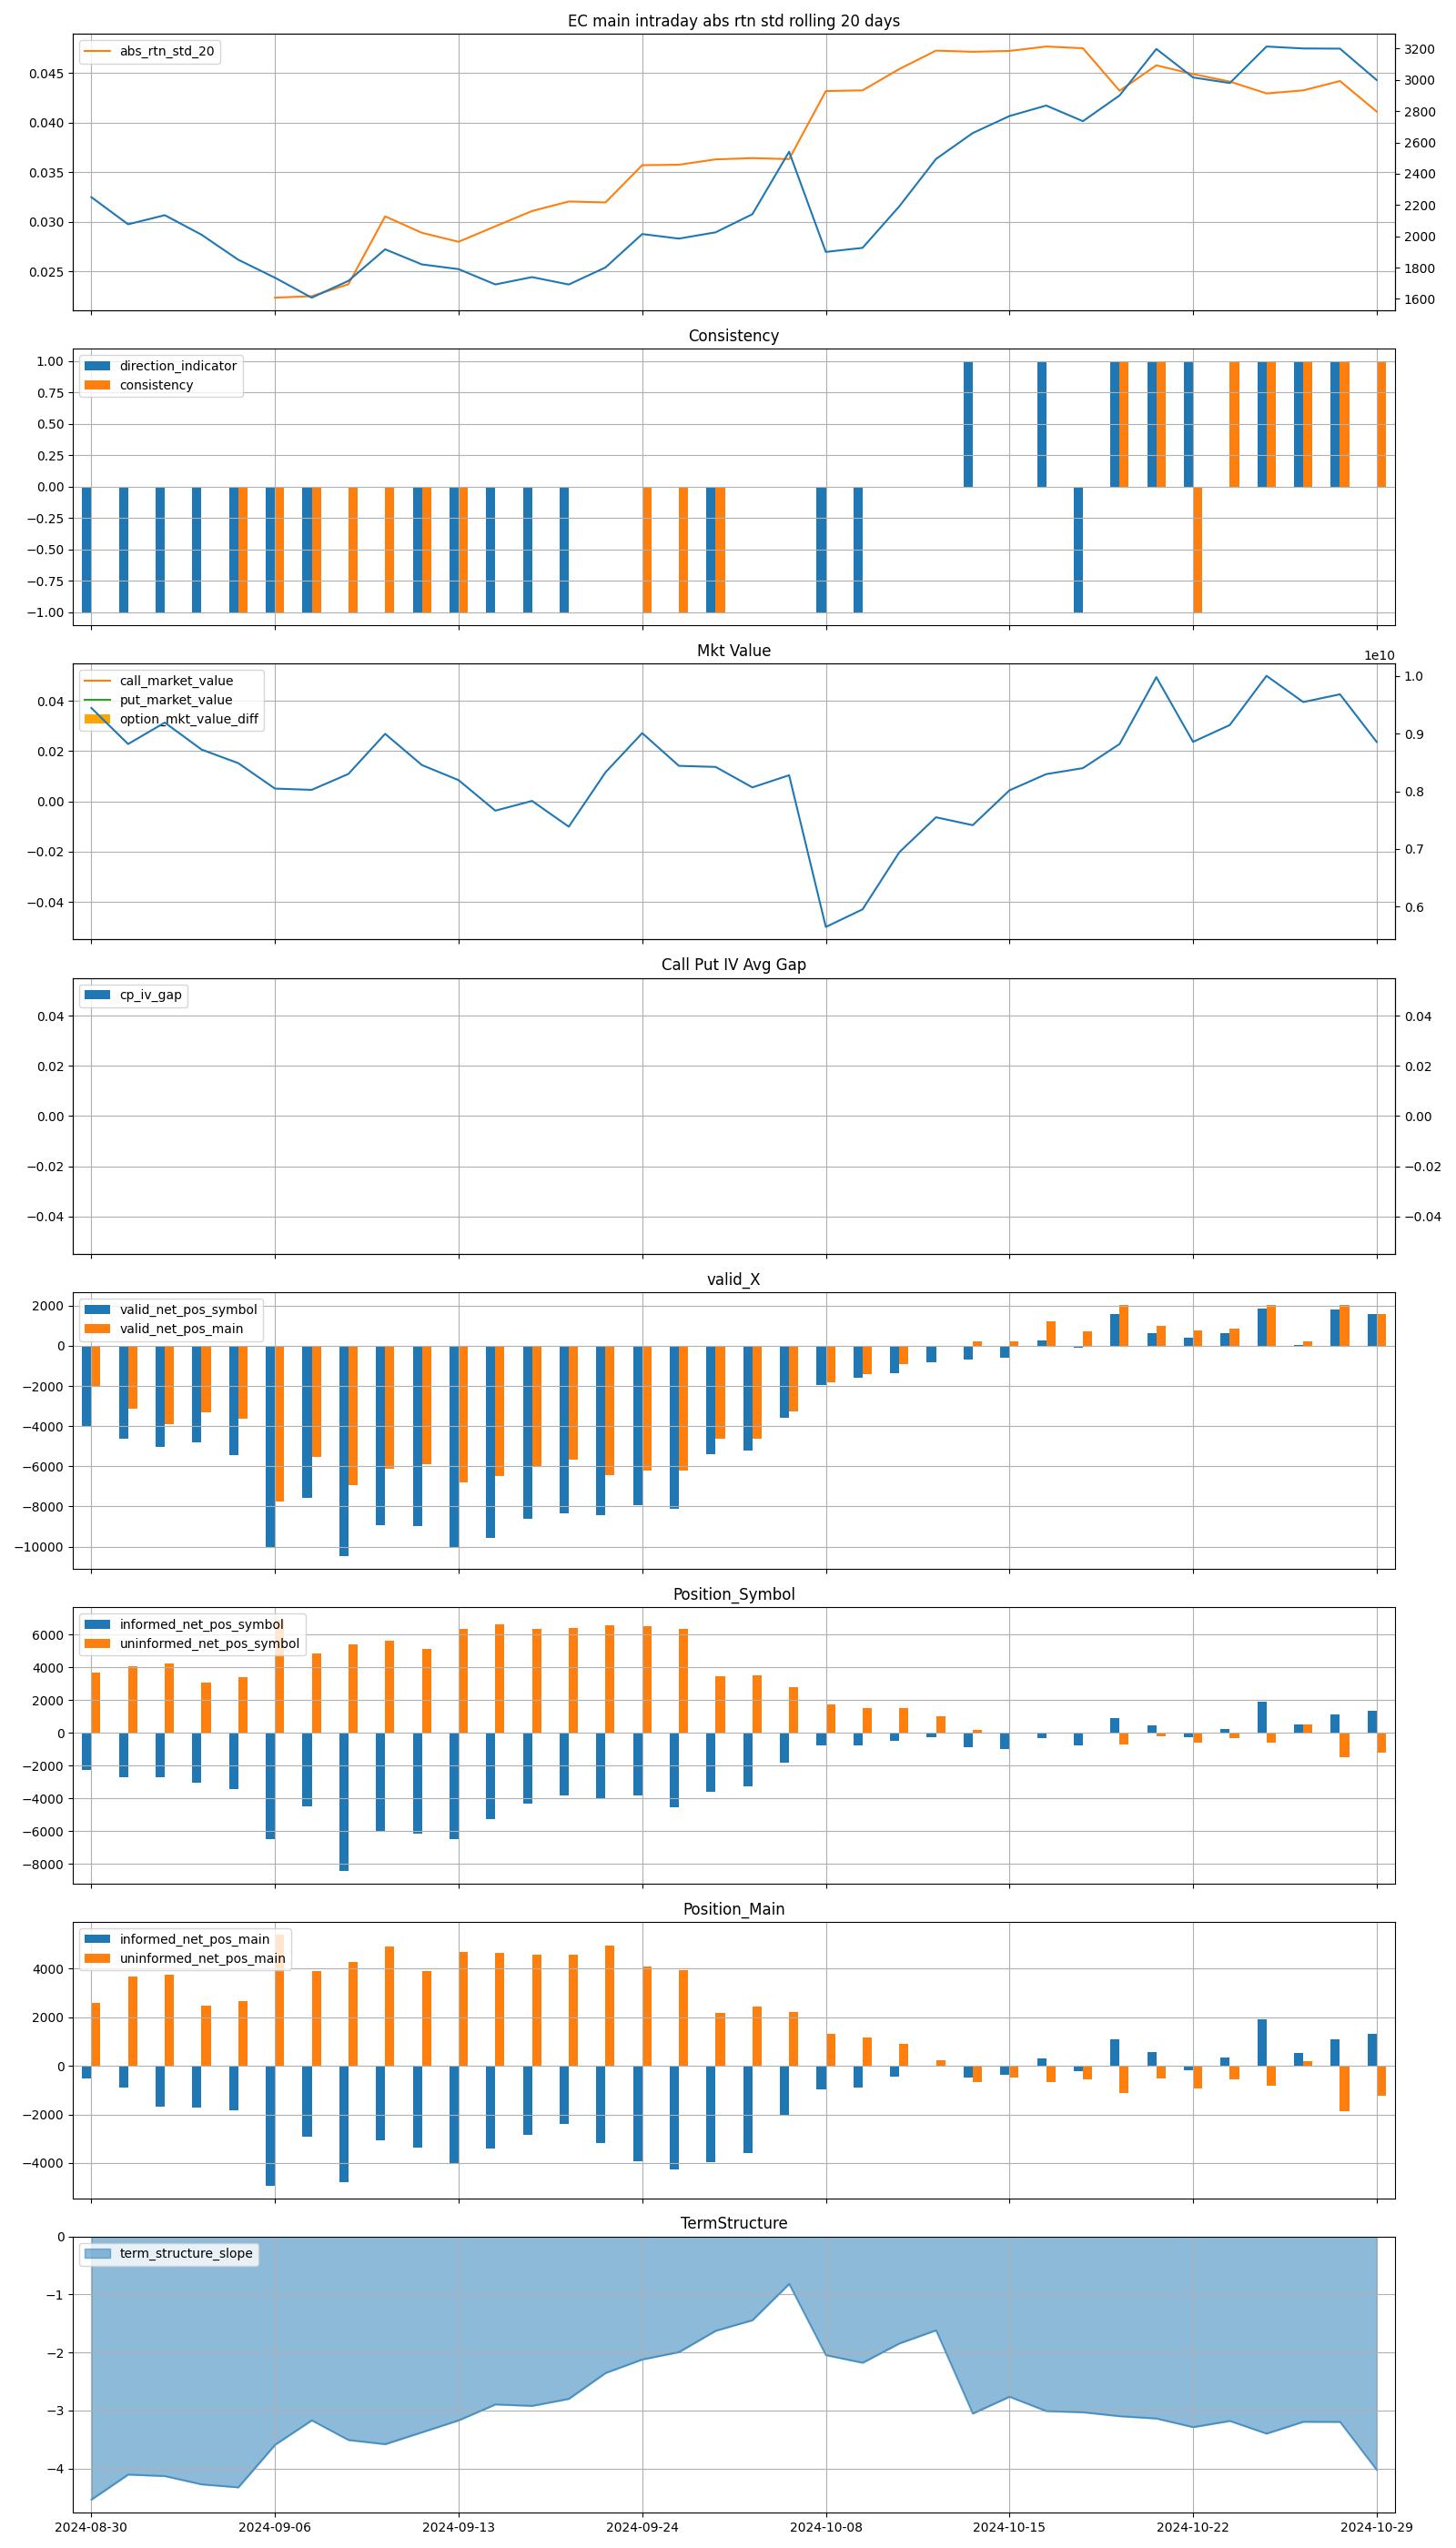 EC main intraday abs rtn std rolling 20 days
abs_rtn_std_20
0.045
0.040
0.035
0.030
0.025
3200
3000
2800
2600
2400
2200
2000
1800
1600
Consistency
direction_indicator
consistency
1.00
0.75
0.50
0.25
0.00
−0.25
−0.50
−0.75
−1.00
Mkt Value
1e10
call_market_value
put_market_value
option_mkt_value_diff
0.04
0.02
0.00
−0.02
−0.04
1.0
0.9
0.8
0.7
0.6
Call Put IV Avg Gap
cp_iv_gap
0.04
0.02
0.00
−0.02
−0.04
0.04
0.02
0.00
−0.02
−0.04
valid_X
valid_net_pos_symbol
valid_net_pos_main
2000
0
−2000
−4000
−6000
−8000
−10000
Position_Symbol
informed_net_pos_symbol
uninformed_net_pos_symbol
6000
4000
2000
0
−2000
−4000
−6000
−8000
Position_Main
informed_net_pos_main
uninformed_net_pos_main
4000
2000
0
−2000
−4000
TermStructure
term_structure_slope
0
−1
−2
−3
−4
2024-08-30 2024-09-06 2024-09-13 2024-09-24 2024-10-08 2024-10-15 2024-10-22 2024-10-29